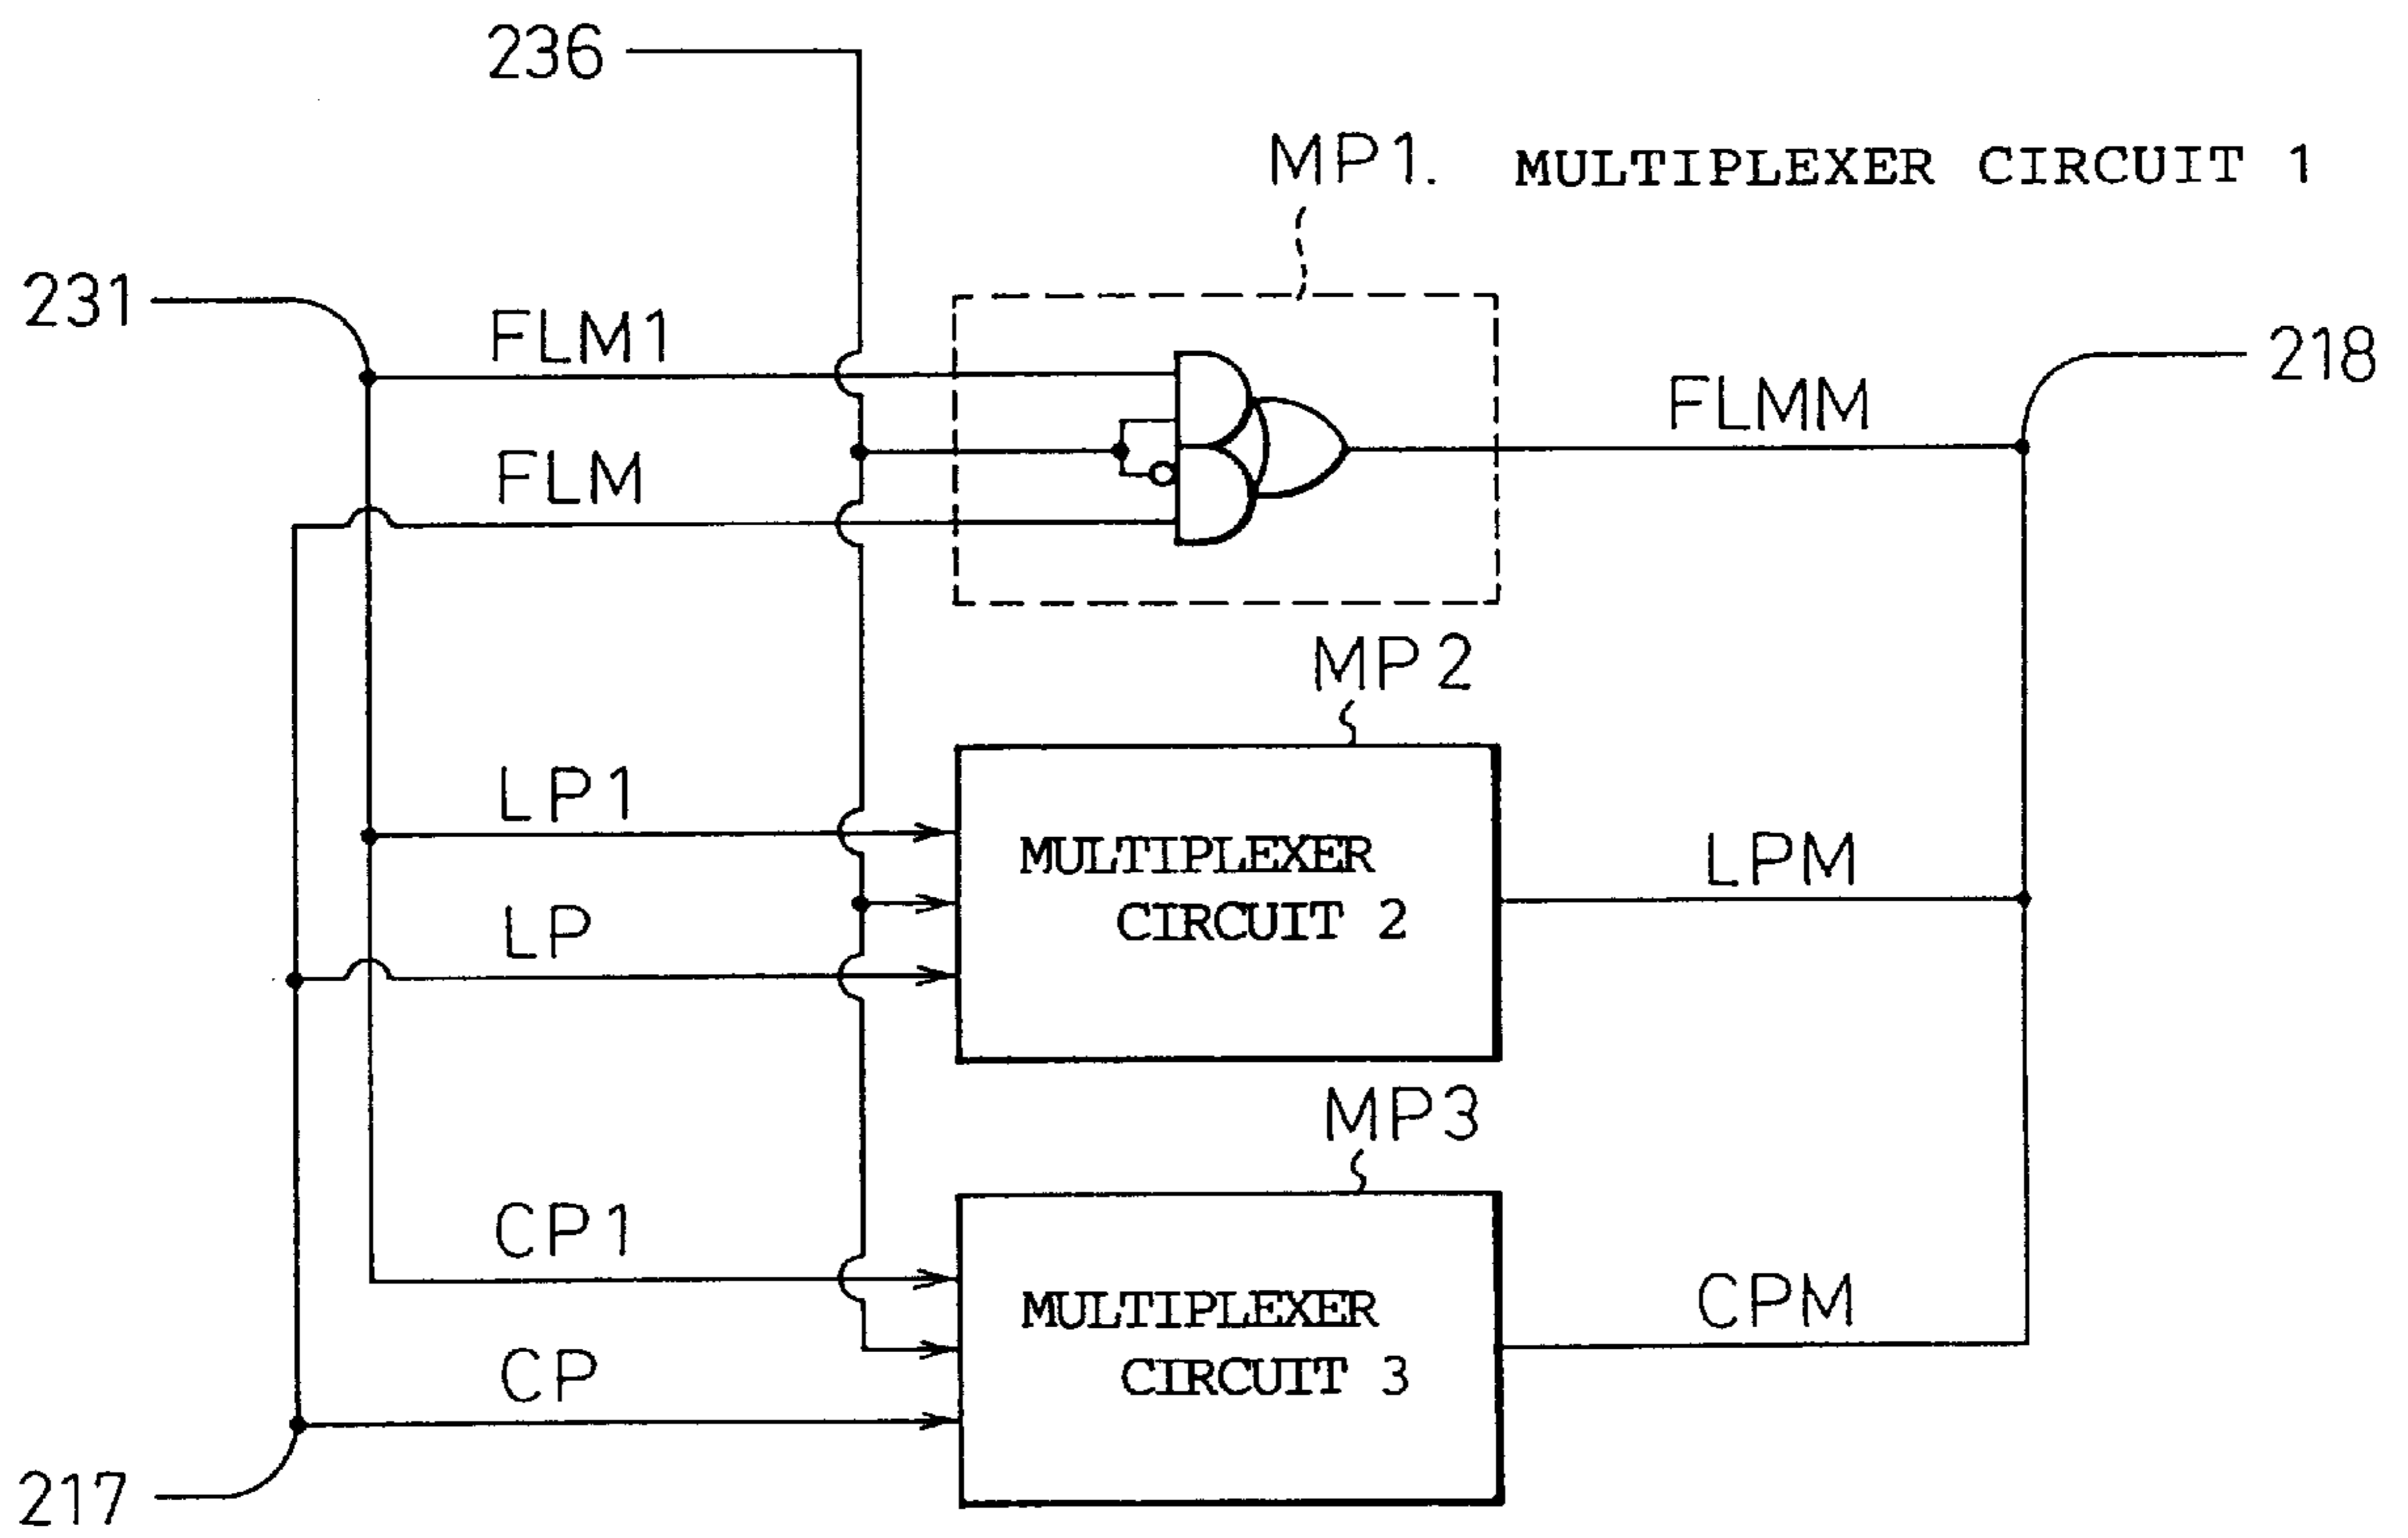 236
MP1. MULTIPLEXER CIRCUIT 1
231
FLM1
218
FLMM
FLM
MP2
LP1
MULTIPLEXER
CIRCUIT 2
LPM
LP
MP3
CP1
MULTIPLEXER
CIRCUIT 3
CPM
CP
217